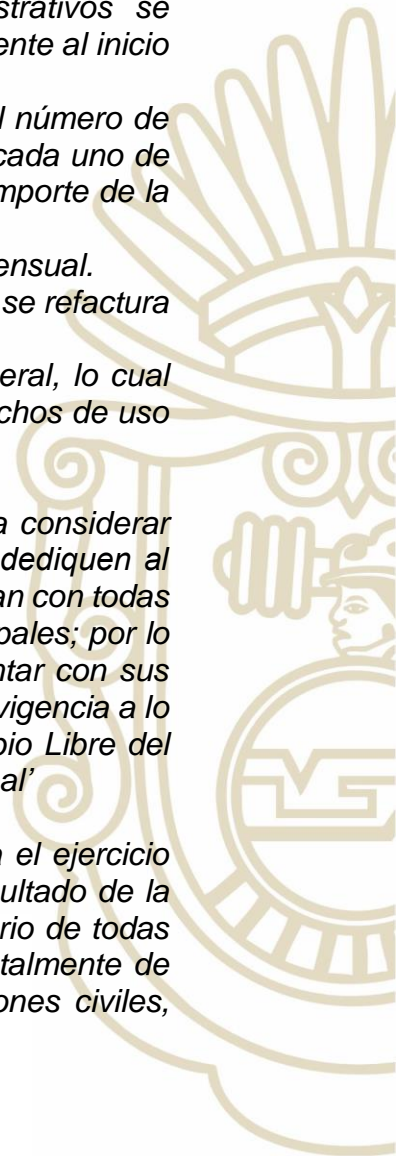 strativos se
ente al inicio
l número de
cada uno de
mporte de la
ensual.
se refactura
eral, lo cual
chos de uso
a considerar
dediquen al
an con todas
pales; por lo
ntar con sus
vigencia a lo
pio Libre del
al’
a el ejercicio
sultado de la
rio de todas
talmente de
ones civiles,